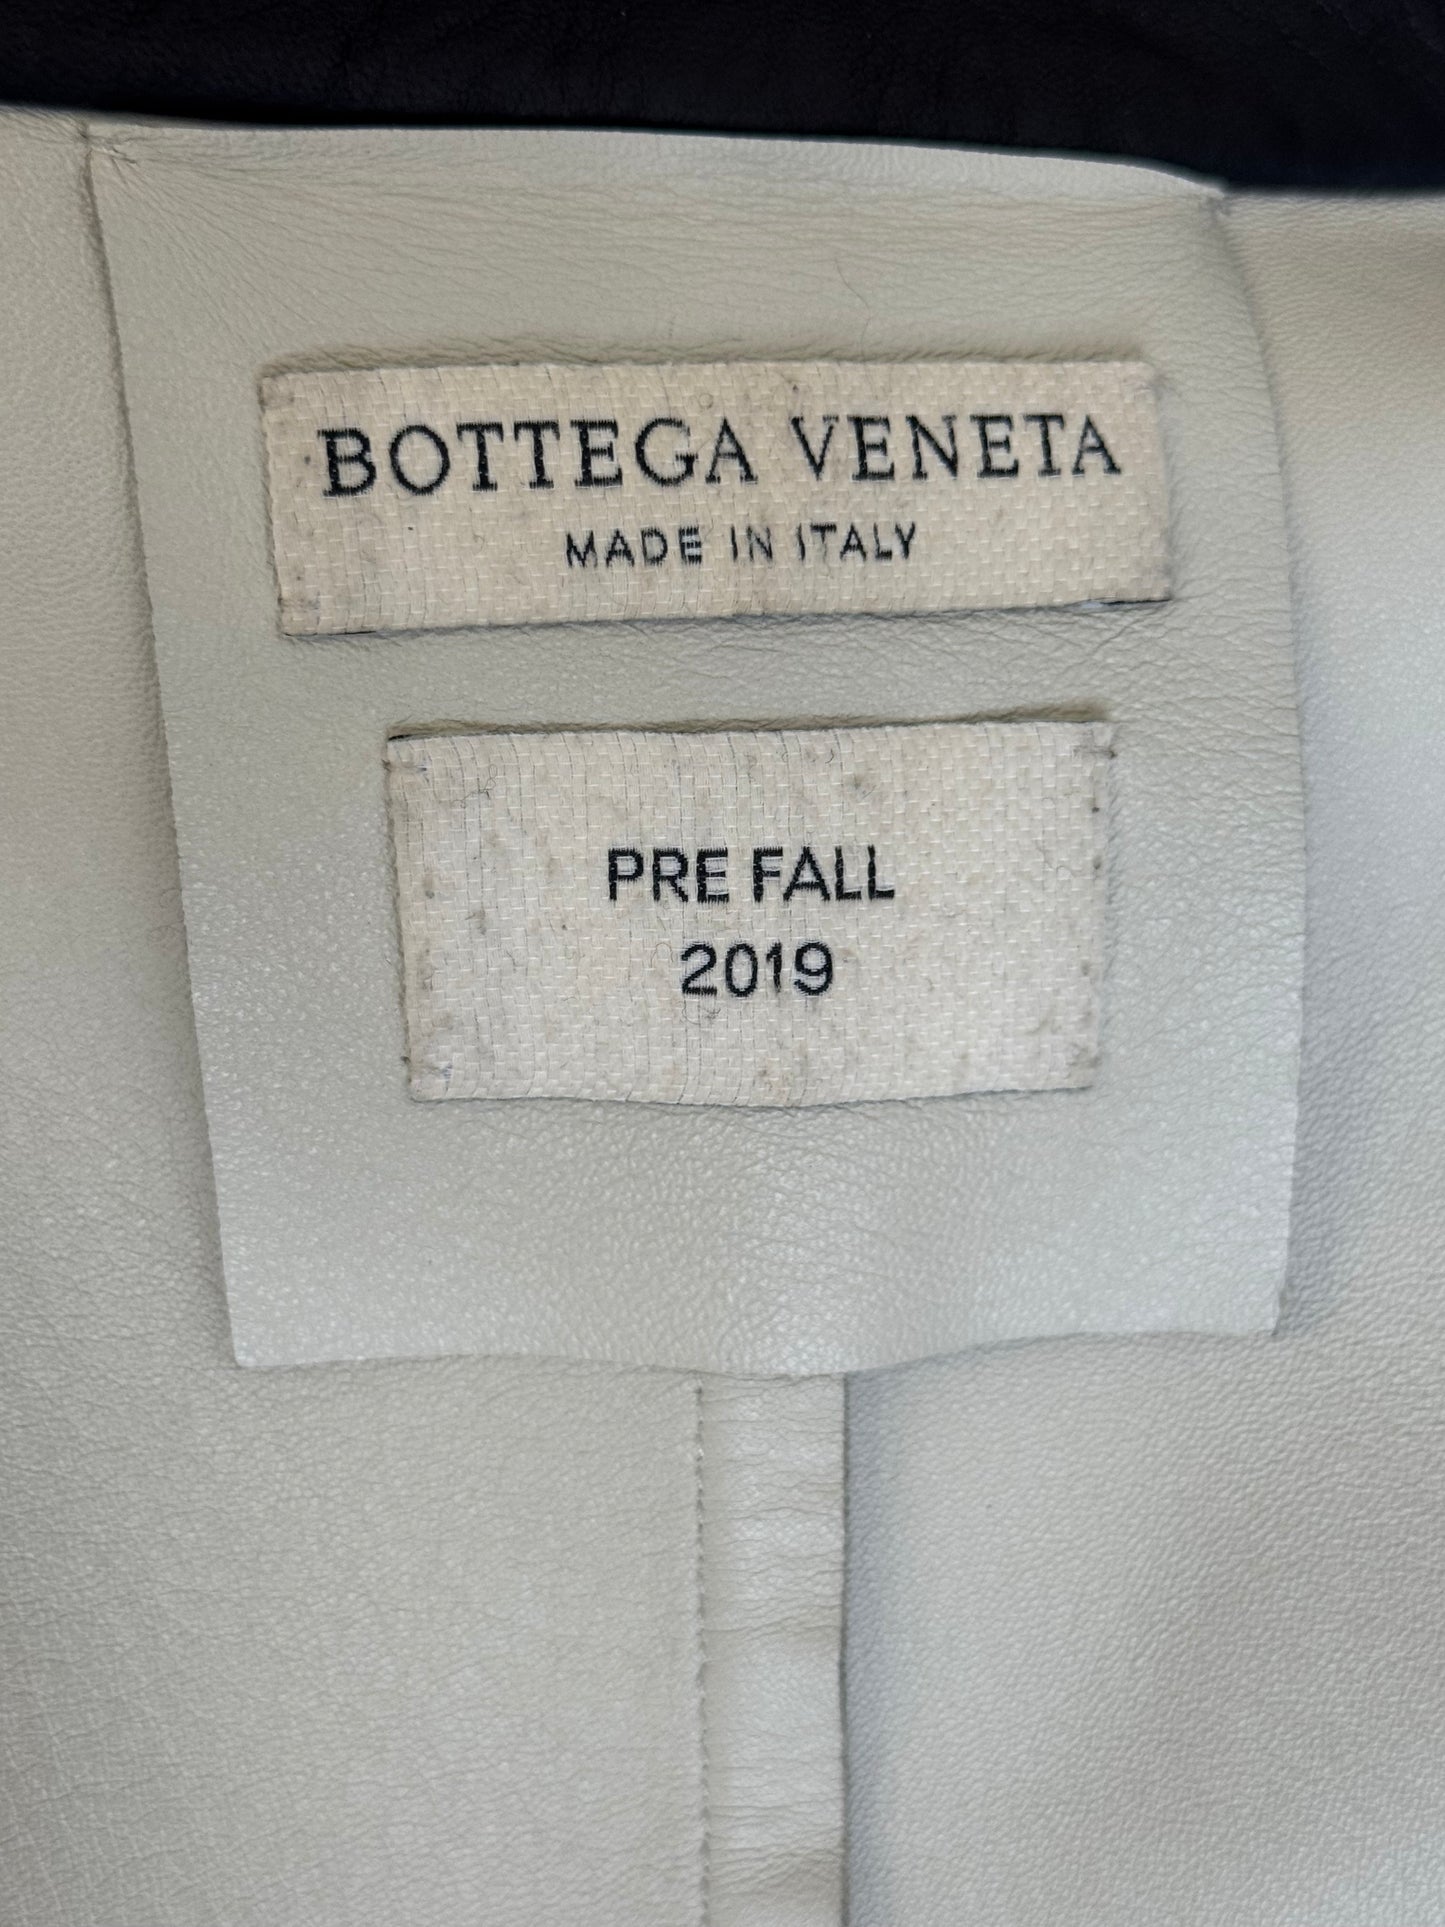 BOTTEGA VENETA
MADE IN ITALY
PRE FALL
2019